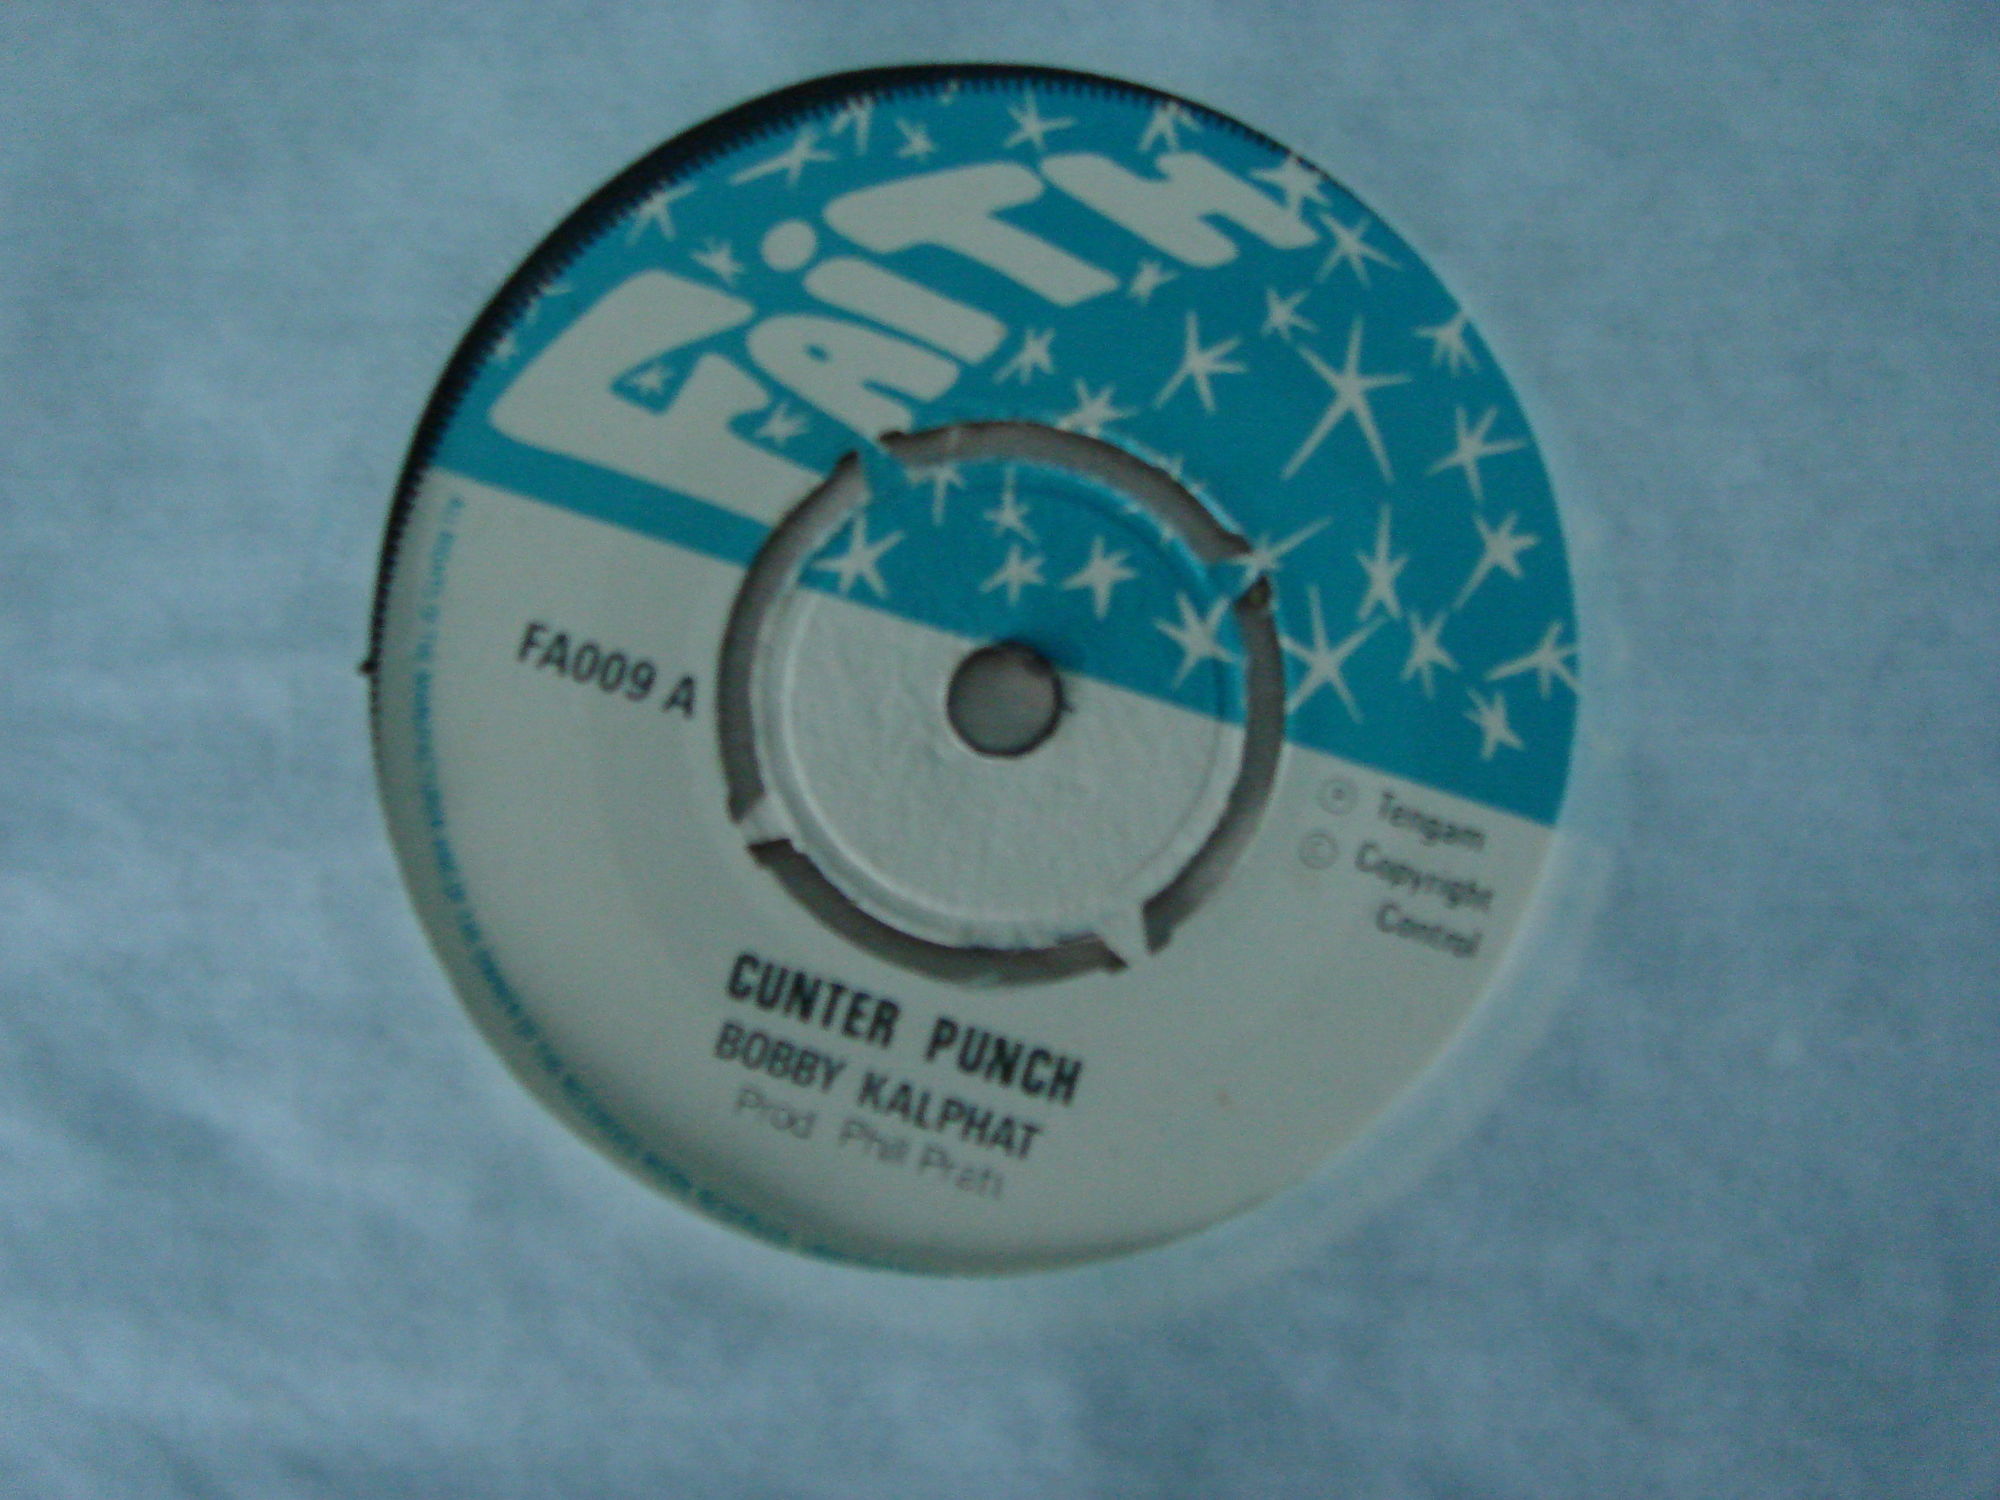 FAITH
FA009 A
℗ Tengam
© Copyright
Control
CUNTER PUNCH
BOBBY KALPHAT
Prod Phil Pratt